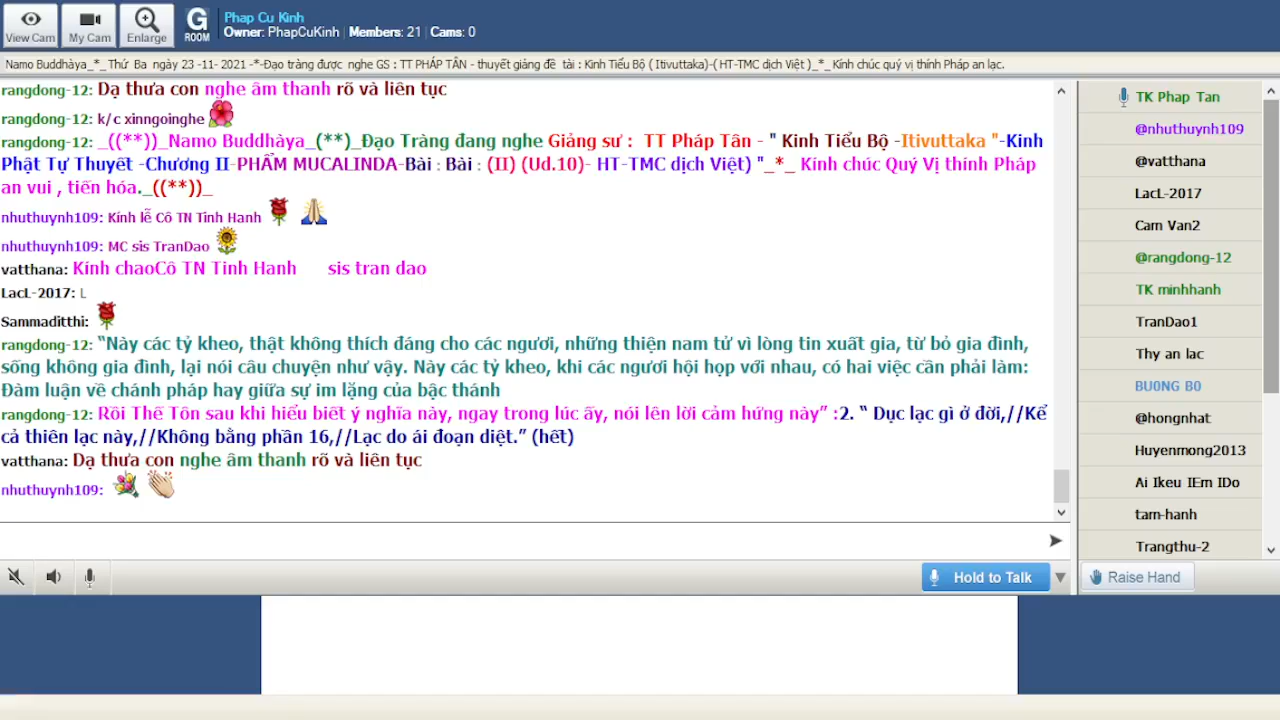 View Cam
My Cam
Enlarge
G
ROOM
Phap Cu Kinh
Owner: PhapCuKinh | Members: 21 | Cams: 0
Namo Buddhàya_*_Thứ Ba ngày 23 -11- 2021 -*-Đạo tràng được nghe GS : TT PHÁP TÂN - thuyết giảng đề tài : Kinh Tiểu Bộ ( Itivuttaka)-( HT-TMC dịch Việt )_*_ Kính chúc quý vị thính Pháp an lạc.
rangdong-12: Dạ thưa con nghe âm thanh rõ và liên tục
rangdong-12: k/c xinngoinghe
rangdong-12: _((**))_Namo Buddhàya_(**)_Đạo Tràng đang nghe Giảng sư : TT Pháp Tân - " Kinh Tiểu Bộ -Itivuttaka "-Kinh
Phật Tự Thuyết -Chương II-PHẨM MUCALINDA-Bài : Bài : (II) (Ud.10)- HT-TMC dịch Việt) "_*_ Kính chúc Quý Vị thính Pháp
an vui , tiến hóa._((**))_
nhuthuynh109: Kính lễ Cô TN Tinh Hanh
nhuthuynh109: MC sis TranDao
vatthana: Kính chaoCô TN Tinh Hanh sis tran dao
LacL-2017: L
Sammaditthi:
rangdong-12: “Này các tỷ kheo, thật không thích đáng cho các ngươi, những thiện nam tử vì lòng tin xuất gia, từ bỏ gia đình,
sống không gia đình, lại nói câu chuyện như vậy. Này các tỷ kheo, khi các ngươi hội họp với nhau, có hai việc cần phải làm:
Đàm luận về chánh pháp hay giữa sự im lặng của bậc thánh
rangdong-12: Rồi Thế Tôn sau khi hiểu biết ý nghĩa này, ngay trong lúc ấy, nói lên lời cảm hứng này” :2. “ Dục lạc gì ở đời,//Kể
cả thiên lạc này,//Không bằng phần 16,//Lạc do ái đoạn diệt.” (hết)
vatthana: Dạ thưa con nghe âm thanh rõ và liên tục
nhuthuynh109:
TK Phap Tan
@nhuthuynh109
@vatthana
LacL-2017
Cam Van2
@rangdong-12
TK minhhanh
TranDao1
Thy an lac
BU0NG B0
@hongnhat
Huyenmong2013
Ai Ikeu IEm IDo
tam-hanh
Trangthu-2
Hold to Talk
Raise Hand